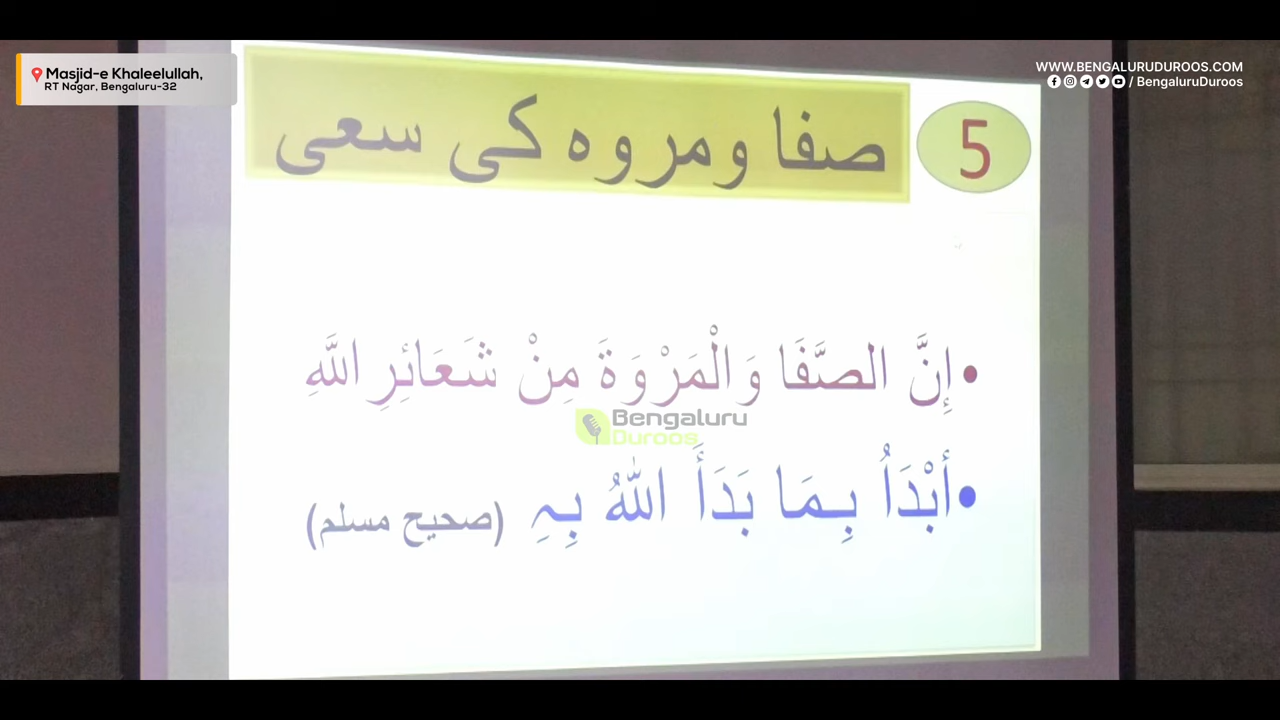 Masjid-e Khaleelullah,
RT Nagar, Bengaluru-32
WWW.BENGALURUDUROOS.COM
/ BengaluruDuroos
5
صفا ومروہ کی سعی
•إِنَّ الصَّفَا وَالْمَرْوَةَ مِنْ شَعَائِرِ اللَّهِ
Bengaluru
Duroos
•أَبْدَاُ بِمَا بَدَأَ اللّٰهُ بِہِ (صحیح مسلم)